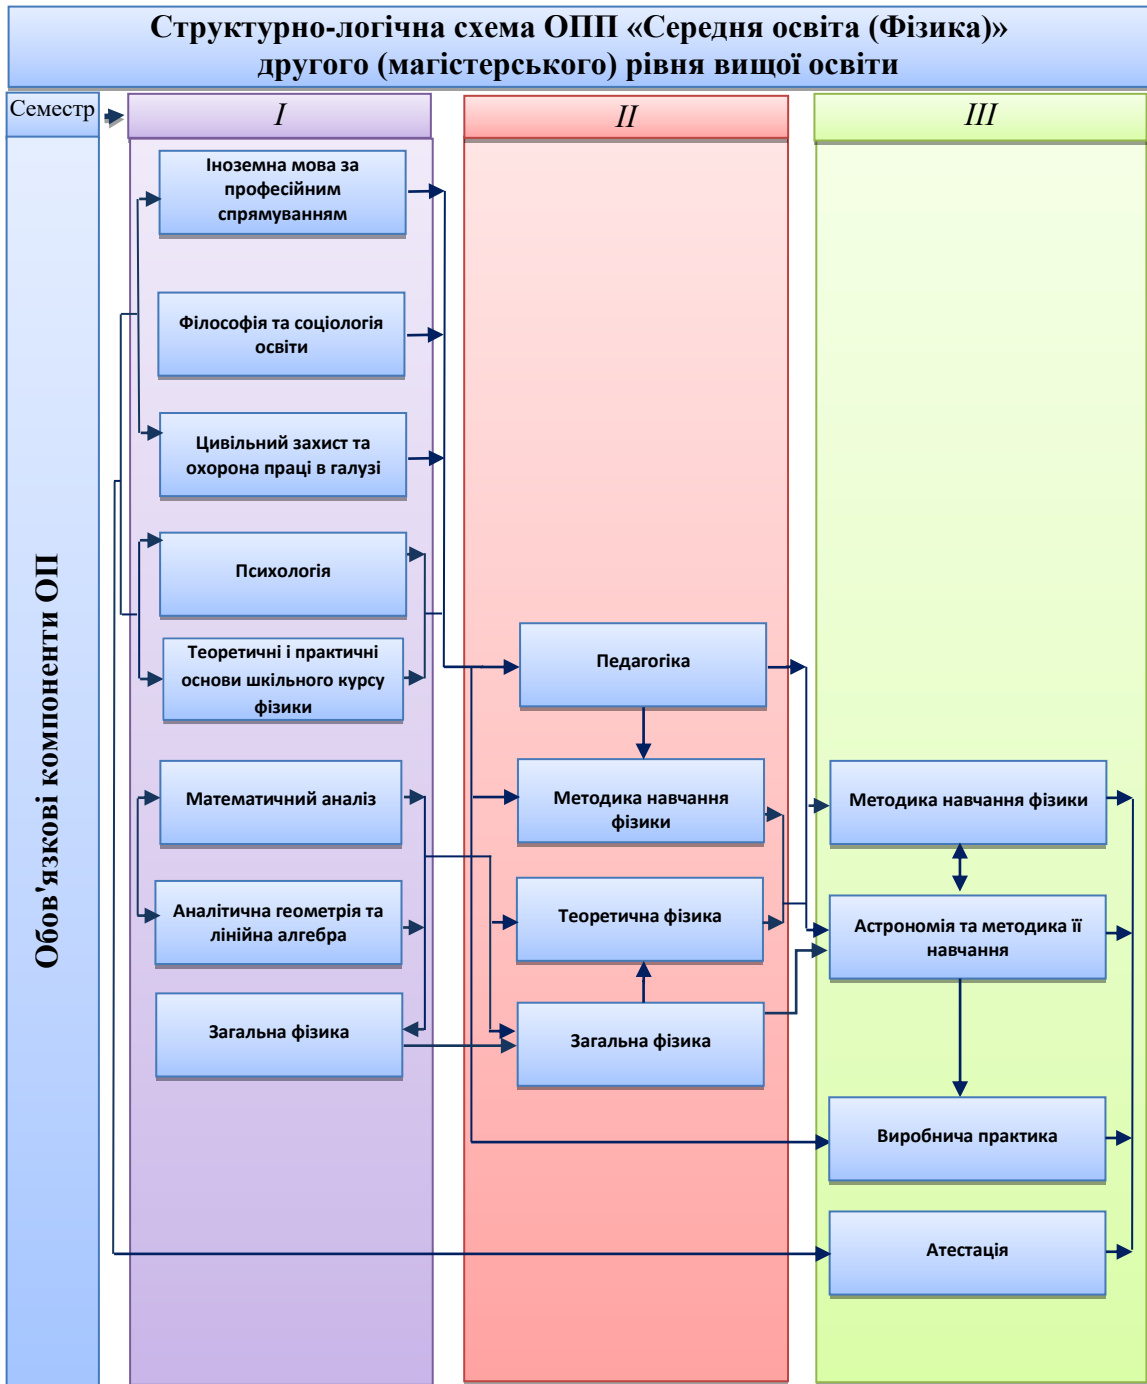 Структурно-логічна схема ОПП «Середня освіта (Фізика)»
другого (магістерського) рівня вищої освіти
Семестр
I
II
III
Обов'язкові компоненти ОП
Іноземна мова за
професійним
спрямуванням
Філософія та соціологія
освіти
Цивільний захист та
охорона праці в галузі
Психологія
Теоретичні і практичні
основи шкільного курсу
фізики
Математичний аналіз
Аналітична геометрія та
лінійна алгебра
Загальна фізика
Педагогіка
Методика навчання
фізики
Теоретична фізика
Загальна фізика
Методика навчання фізики
Астрономія та методика її
навчання
Виробнича практика
Атестація